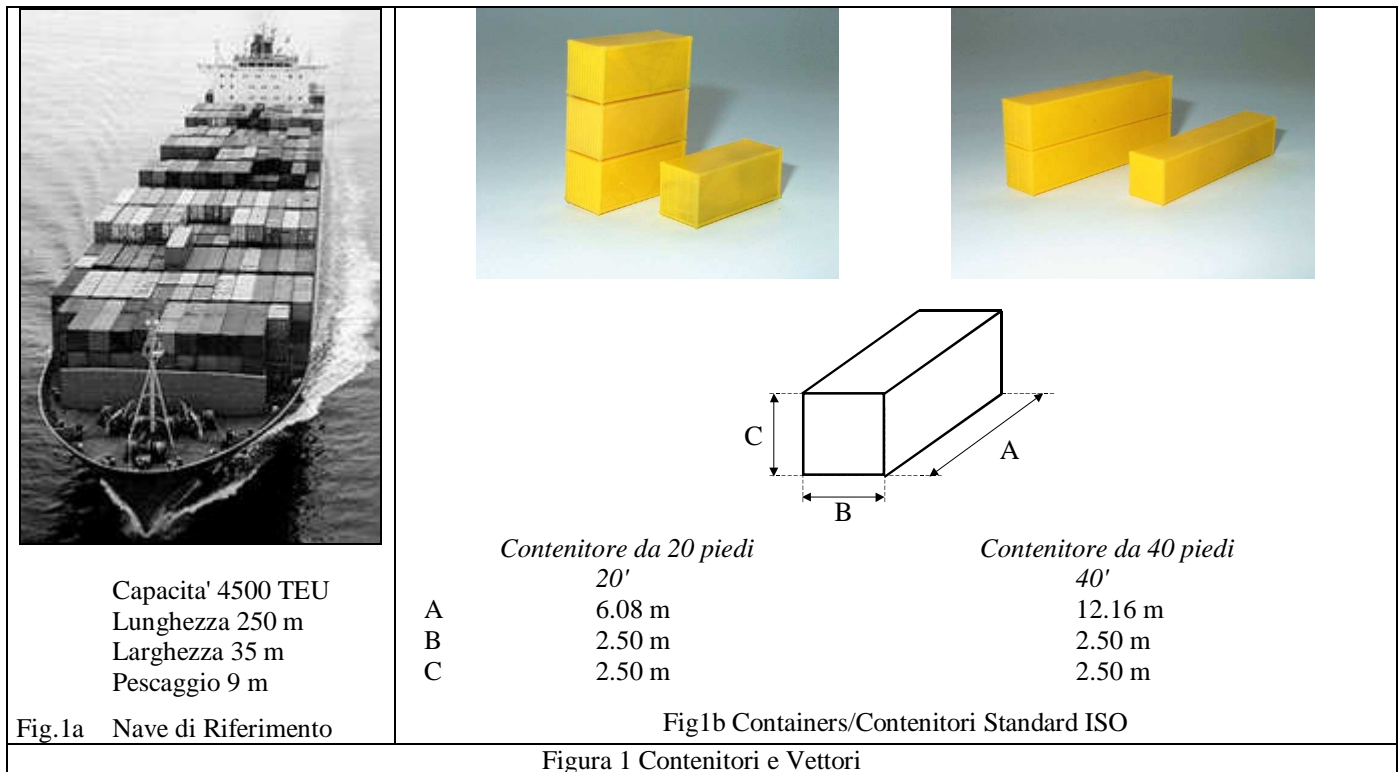 Capacita' 4500 TEU
Lunghezza 250 m
Larghezza 35 m
Pescaggio 9 m
Fig.1a Nave di Riferimento
C
A
B
Contenitore da 20 piedi Contenitore da 40 piedi
20' 40'
A 6.08 m 12.16 m
B 2.50 m 2.50 m
C 2.50 m 2.50 m
Fig1b Containers/Contenitori Standard ISO
Figura 1 Contenitori e Vettori